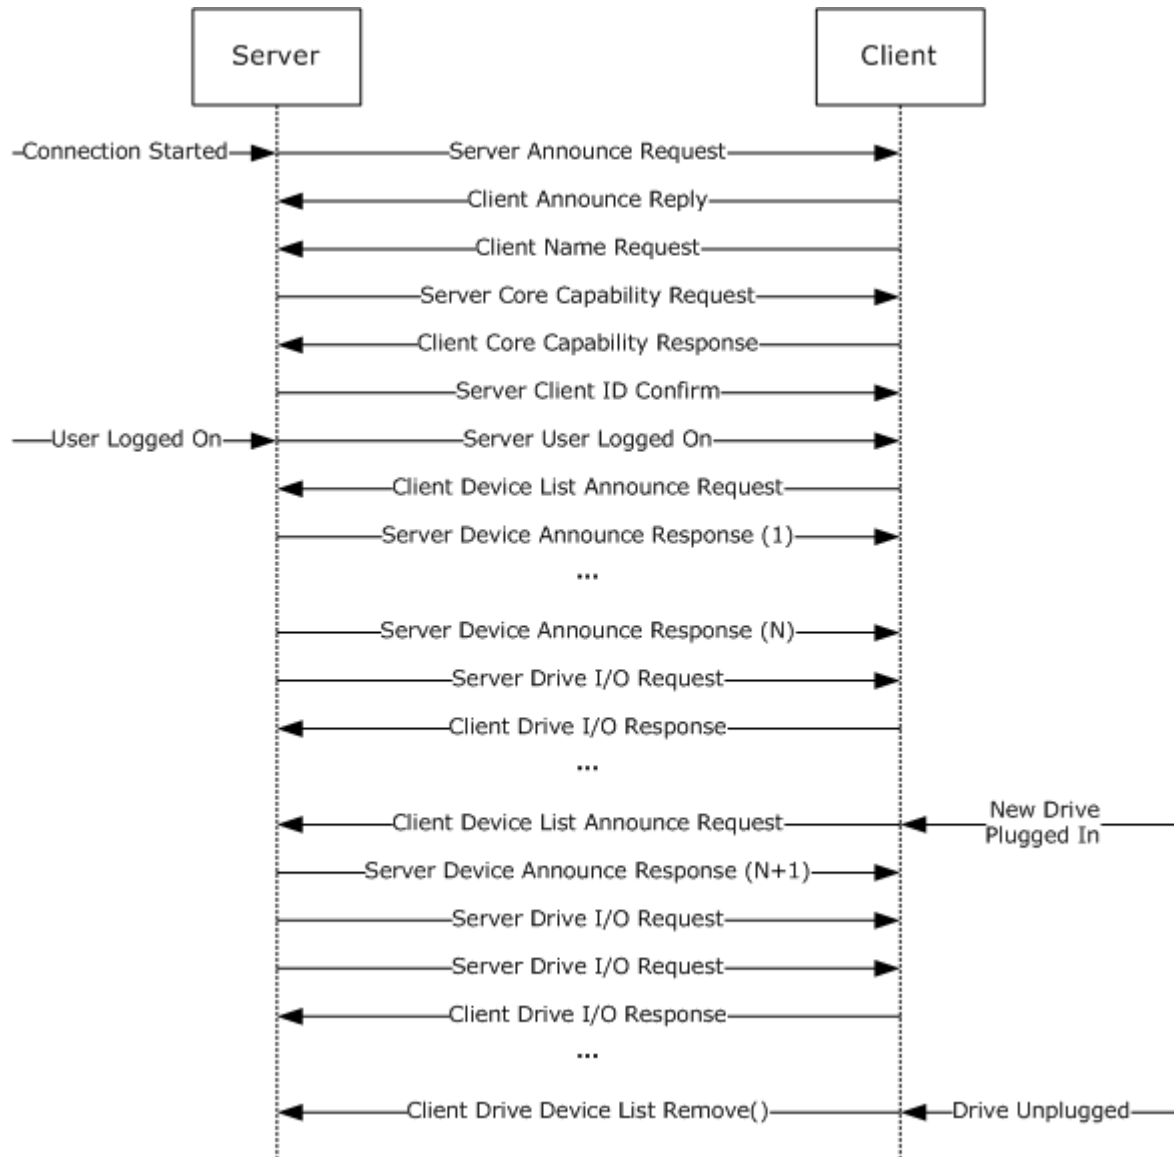 Server
Client
Connection Started
Server Announce Request
Client Announce Reply
Client Name Request
Server Core Capability Request
Client Core Capability Response
Server Client ID Confirm
User Logged On
Server User Logged On
Client Device List Announce Request
Server Device Announce Response (1)
...
Server Device Announce Response (N)
Server Drive I/O Request
Client Drive I/O Response
...
Client Device List Announce Request
New Drive
Plugged In
Server Device Announce Response (N+1)
Server Drive I/O Request
Server Drive I/O Request
Client Drive I/O Response
...
Client Drive Device List Remove()
Drive Unplugged